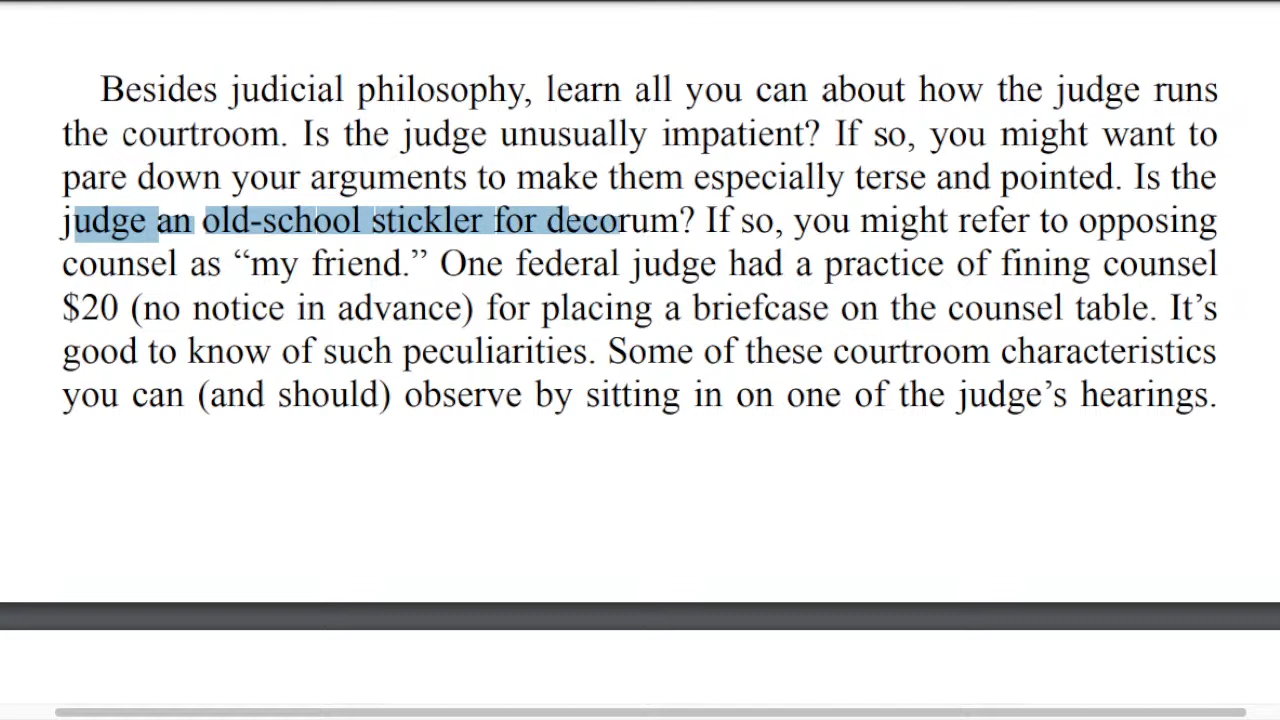 Besides judicial philosophy, learn all you can about how the judge runs
the courtroom. Is the judge unusually impatient? If so, you might want to
pare down your arguments to make them especially terse and pointed. Is the
judge an old-school stickler for decorum? If so, you might refer to opposing
counsel as “my friend.” One federal judge had a practice of fining counsel
$20 (no notice in advance) for placing a briefcase on the counsel table. It’s
good to know of such peculiarities. Some of these courtroom characteristics
you can (and should) observe by sitting in on one of the judge’s hearings.